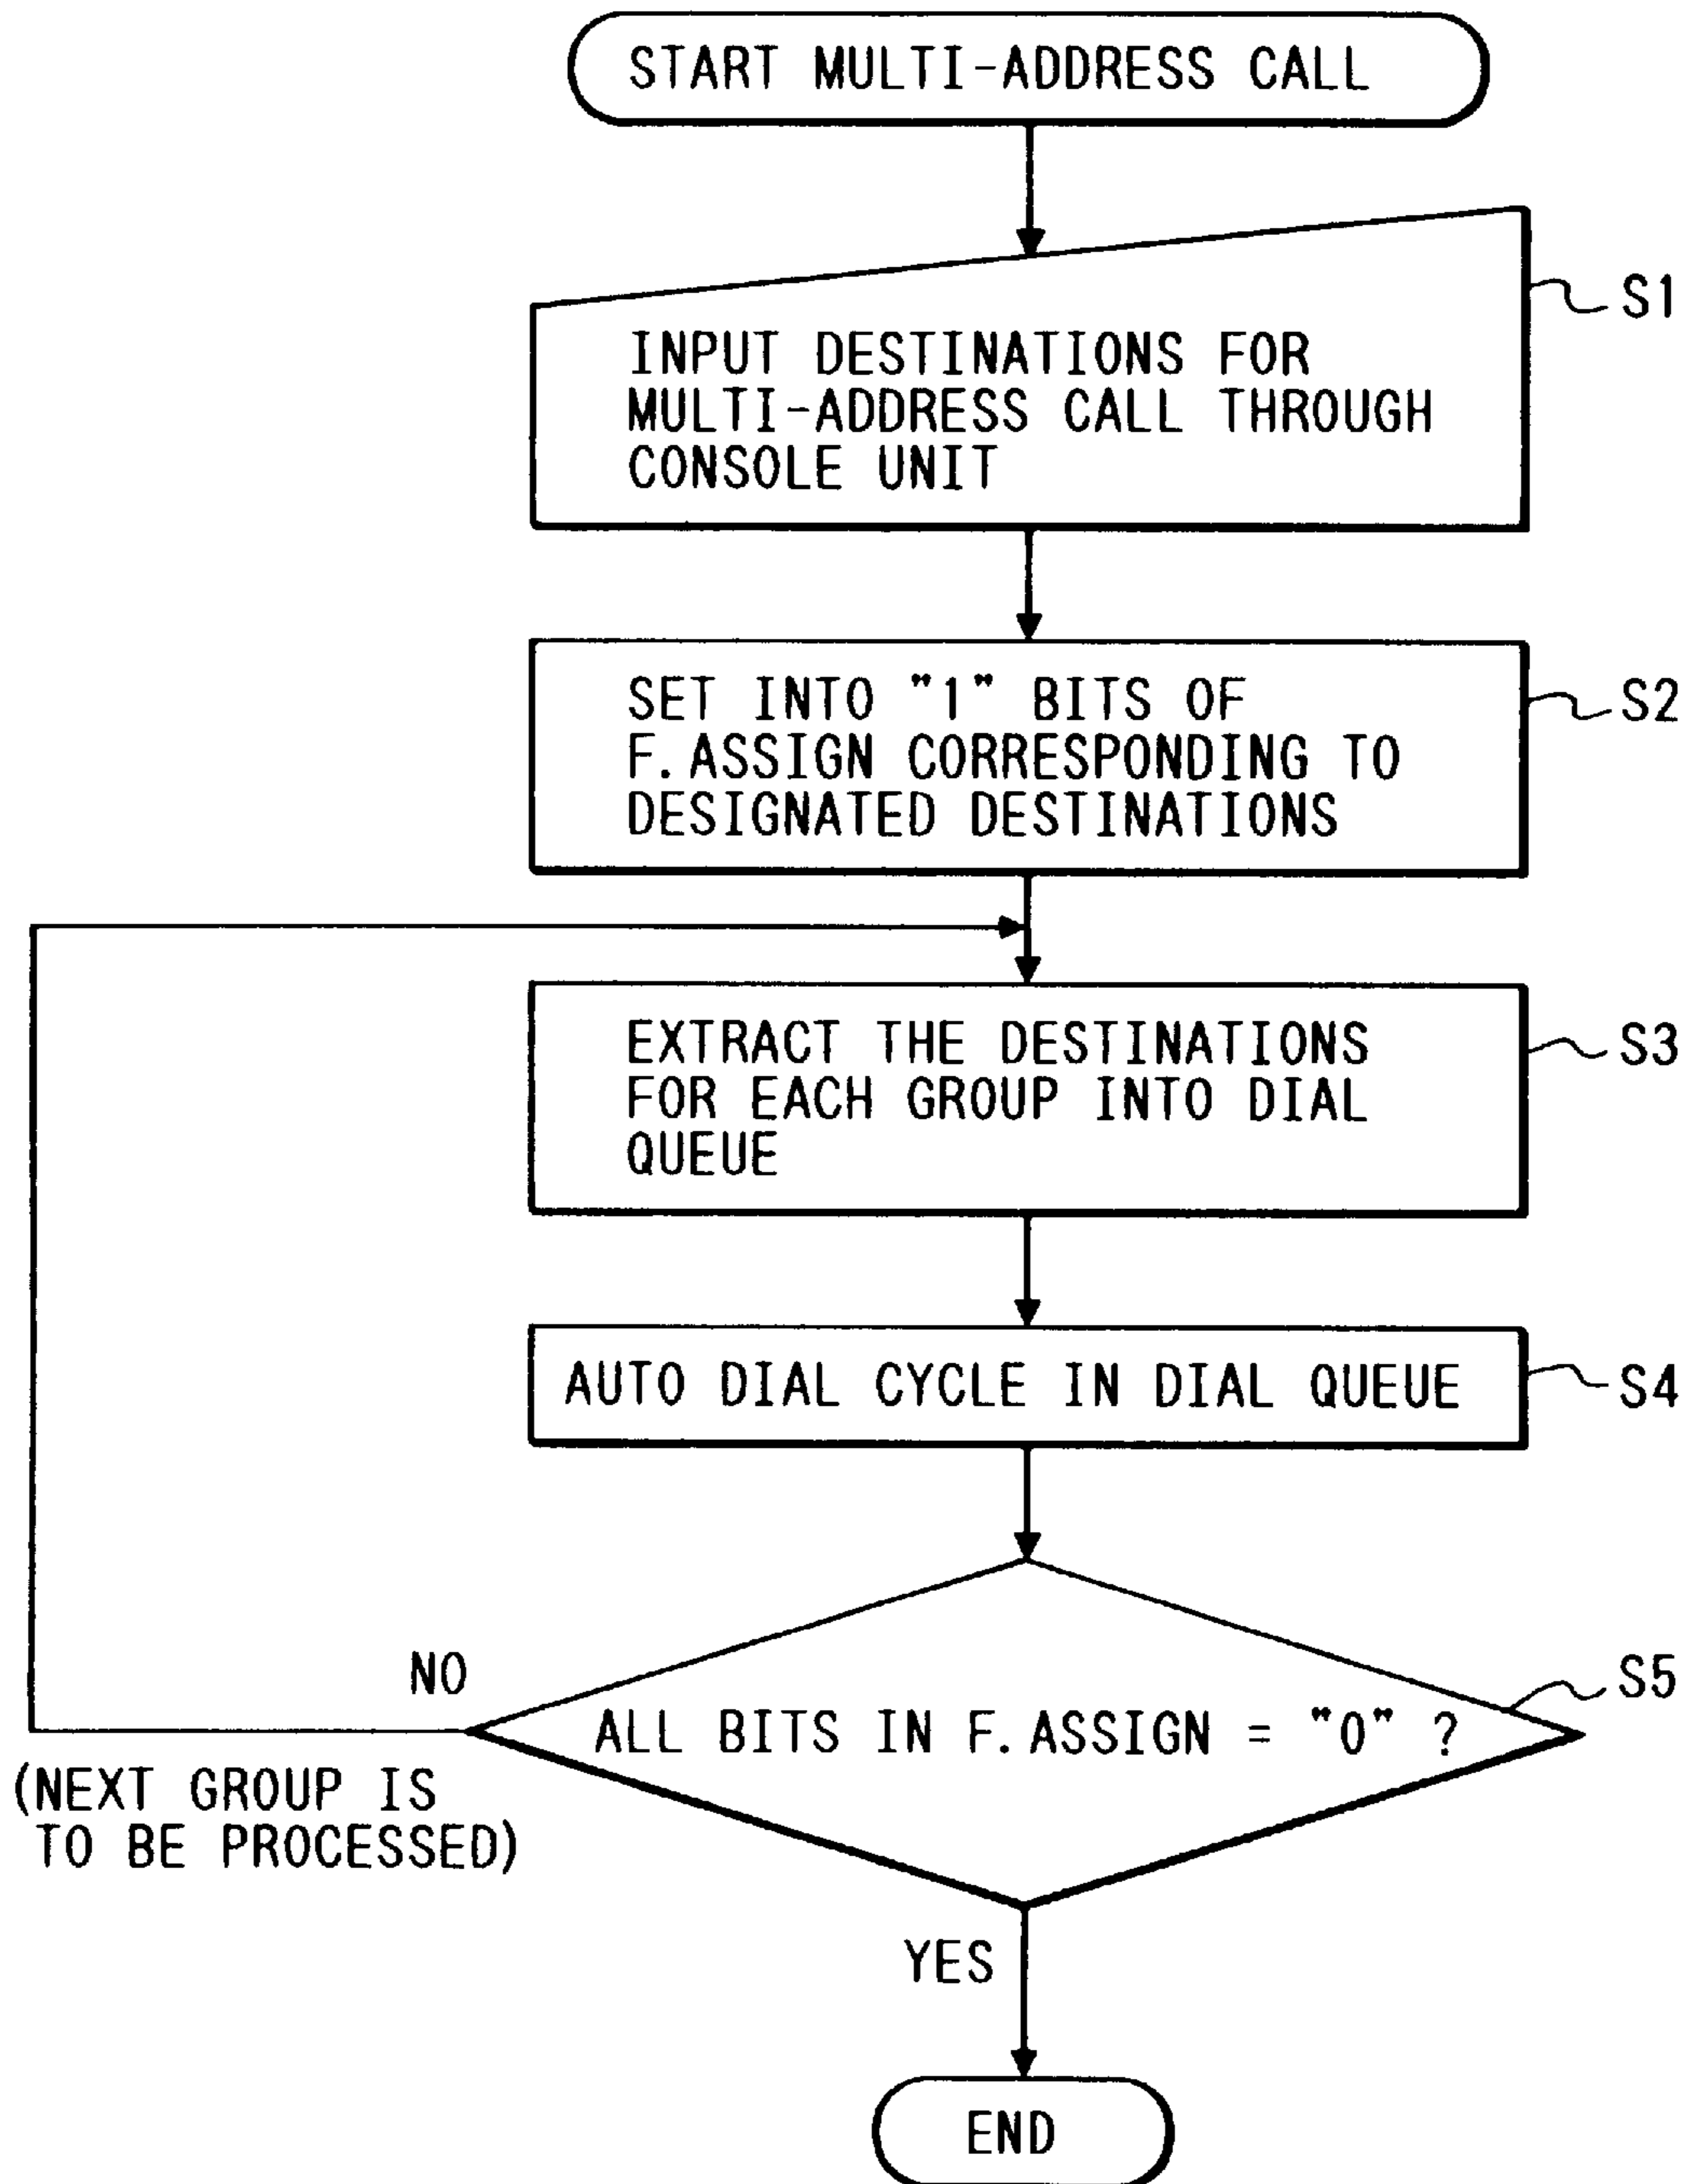 START MULTI-ADDRESS CALL
INPUT DESTINATIONS FOR
MULTI-ADDRESS CALL THROUGH
CONSOLE UNIT
S1
SET INTO "1" BITS OF
F.ASSIGN CORRESPONDING TO
DESIGNATED DESTINATIONS
S2
EXTRACT THE DESTINATIONS
FOR EACH GROUP INTO DIAL
QUEUE
S3
AUTO DIAL CYCLE IN DIAL QUEUE
S4
ALL BITS IN F.ASSIGN = "0" ?
S5
NO
(NEXT GROUP IS
TO BE PROCESSED)
YES
END